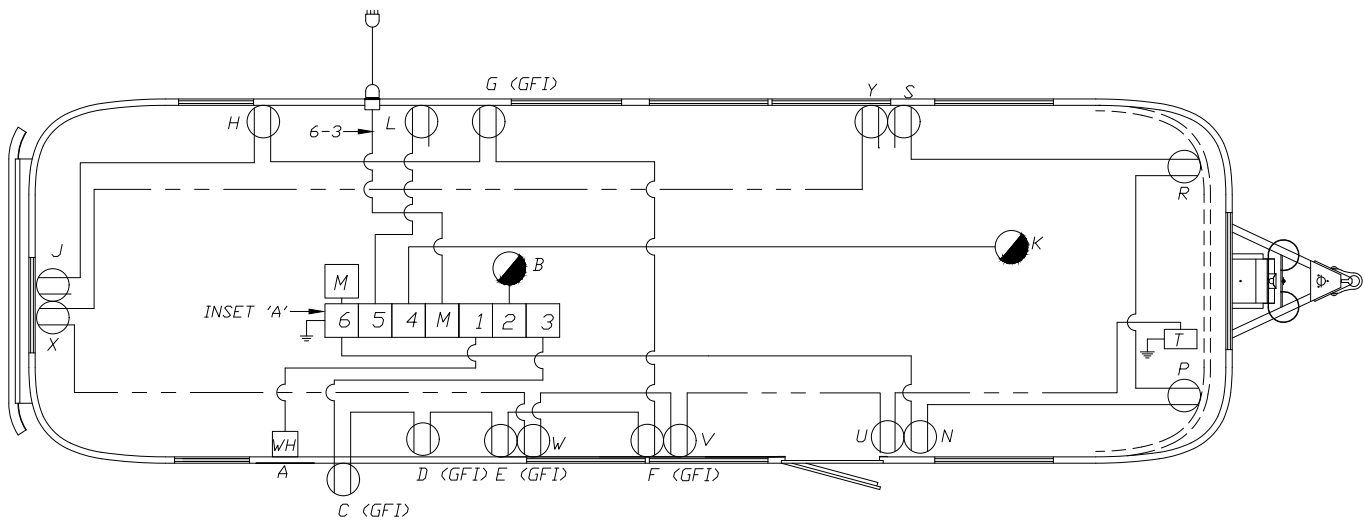 G (GFI)
H
6-3
L
Y
S
R
J
B
K
M
INSET 'A'
6
5
4
M
1
2
3
X
T
P
WH
W
V
U
N
A
D (GFI)
E (GFI)
F (GFI)
C (GFI)